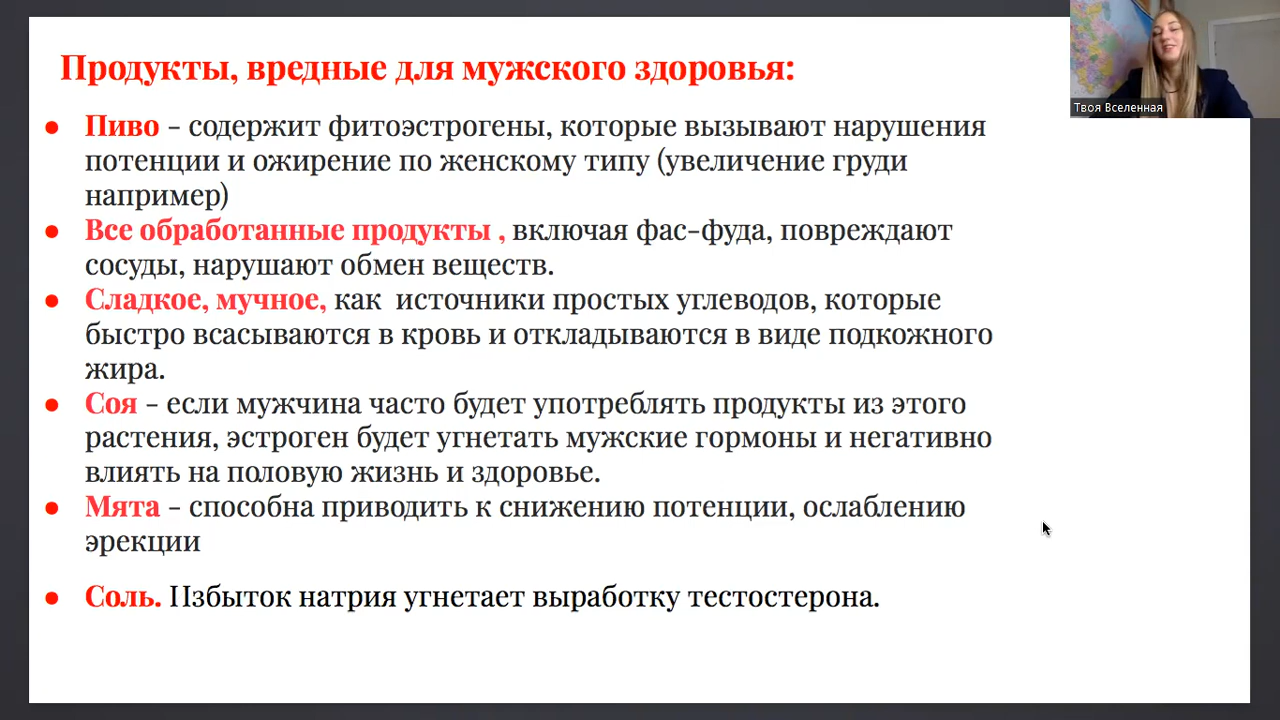 Продукты, вредные для мужского здоровья:
Твоя Вселенная
● Пиво - содержит фитоэстрогены, которые вызывают нарушения
потенции и ожирение по женскому типу (увеличение груди
например)
● Все обработанные продукты , включая фас-фуда, повреждают
сосуды, нарушают обмен веществ.
● Сладкое, мучное, как источники простых углеводов, которые
быстро всасываются в кровь и откладываются в виде подкожного
жира.
● Соя - если мужчина часто будет употреблять продукты из этого
растения, эстроген будет угнетать мужские гормоны и негативно
влиять на половую жизнь и здоровье.
● Мята - способна приводить к снижению потенции, ослаблению
эрекции
● Соль. Избыток натрия угнетает выработку тестостерона.